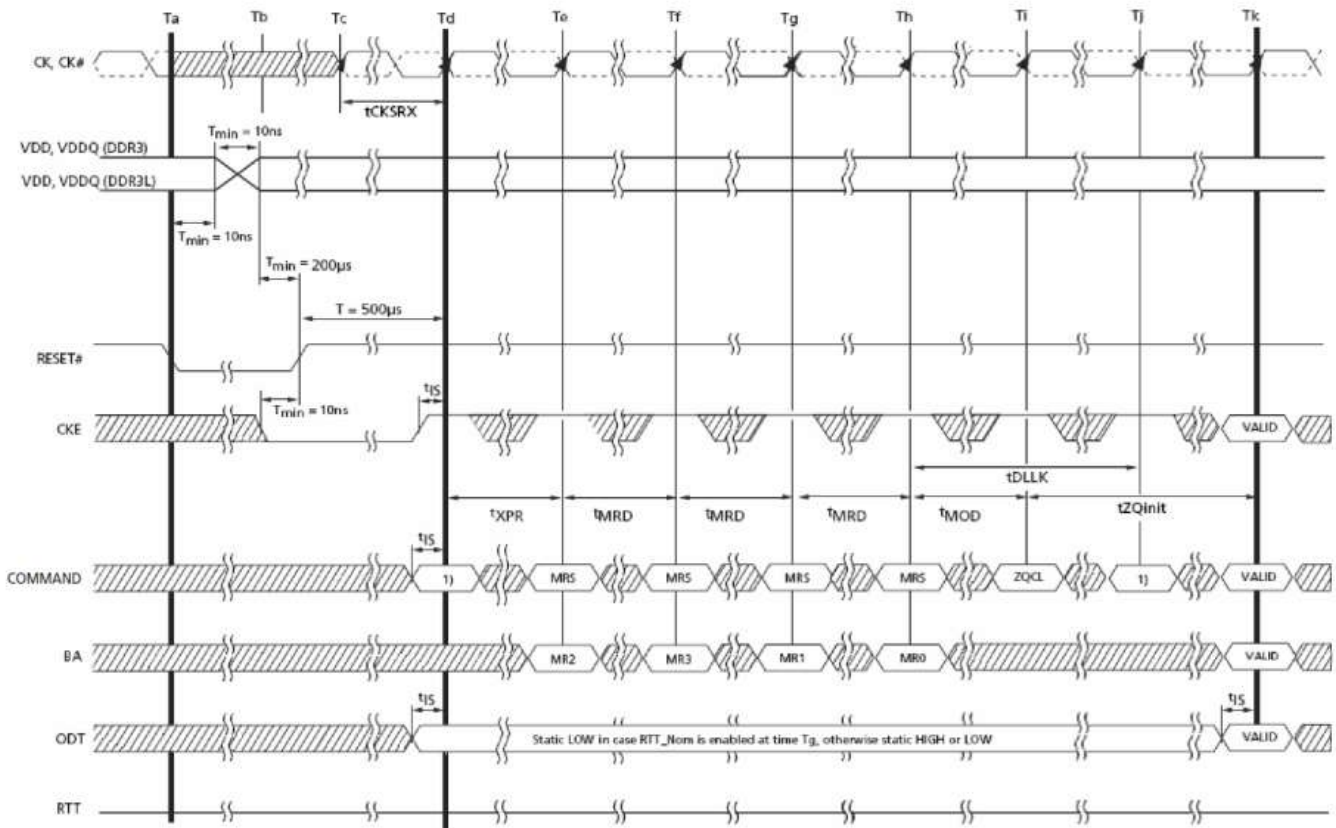 Ta Tb Tc Td Te Tf Tg Th Ti Tj Tk
CK, CK#
tCKSRX
Tmin = 10ns
VDD, VDDQ (DDR3)
VDD, VDDQ (DDR3L)
Tmin = 10ns
Tmin = 200µs
T = 500µs
RESET#
tIS
Tmin = 10ns
CKE VALID
tDLLK
tXPR tMRD tMRD tMRD tMOD tZQinit
tIS
COMMAND 1) MRS MRS MRS MRS ZQCL 1) VALID
BA MR2 MR3 MR1 MR0 VALID
tIS tIS
ODT Static LOW in case RTT_Nom is enabled at time Tg, otherwise static HIGH or LOW VALID
RTT